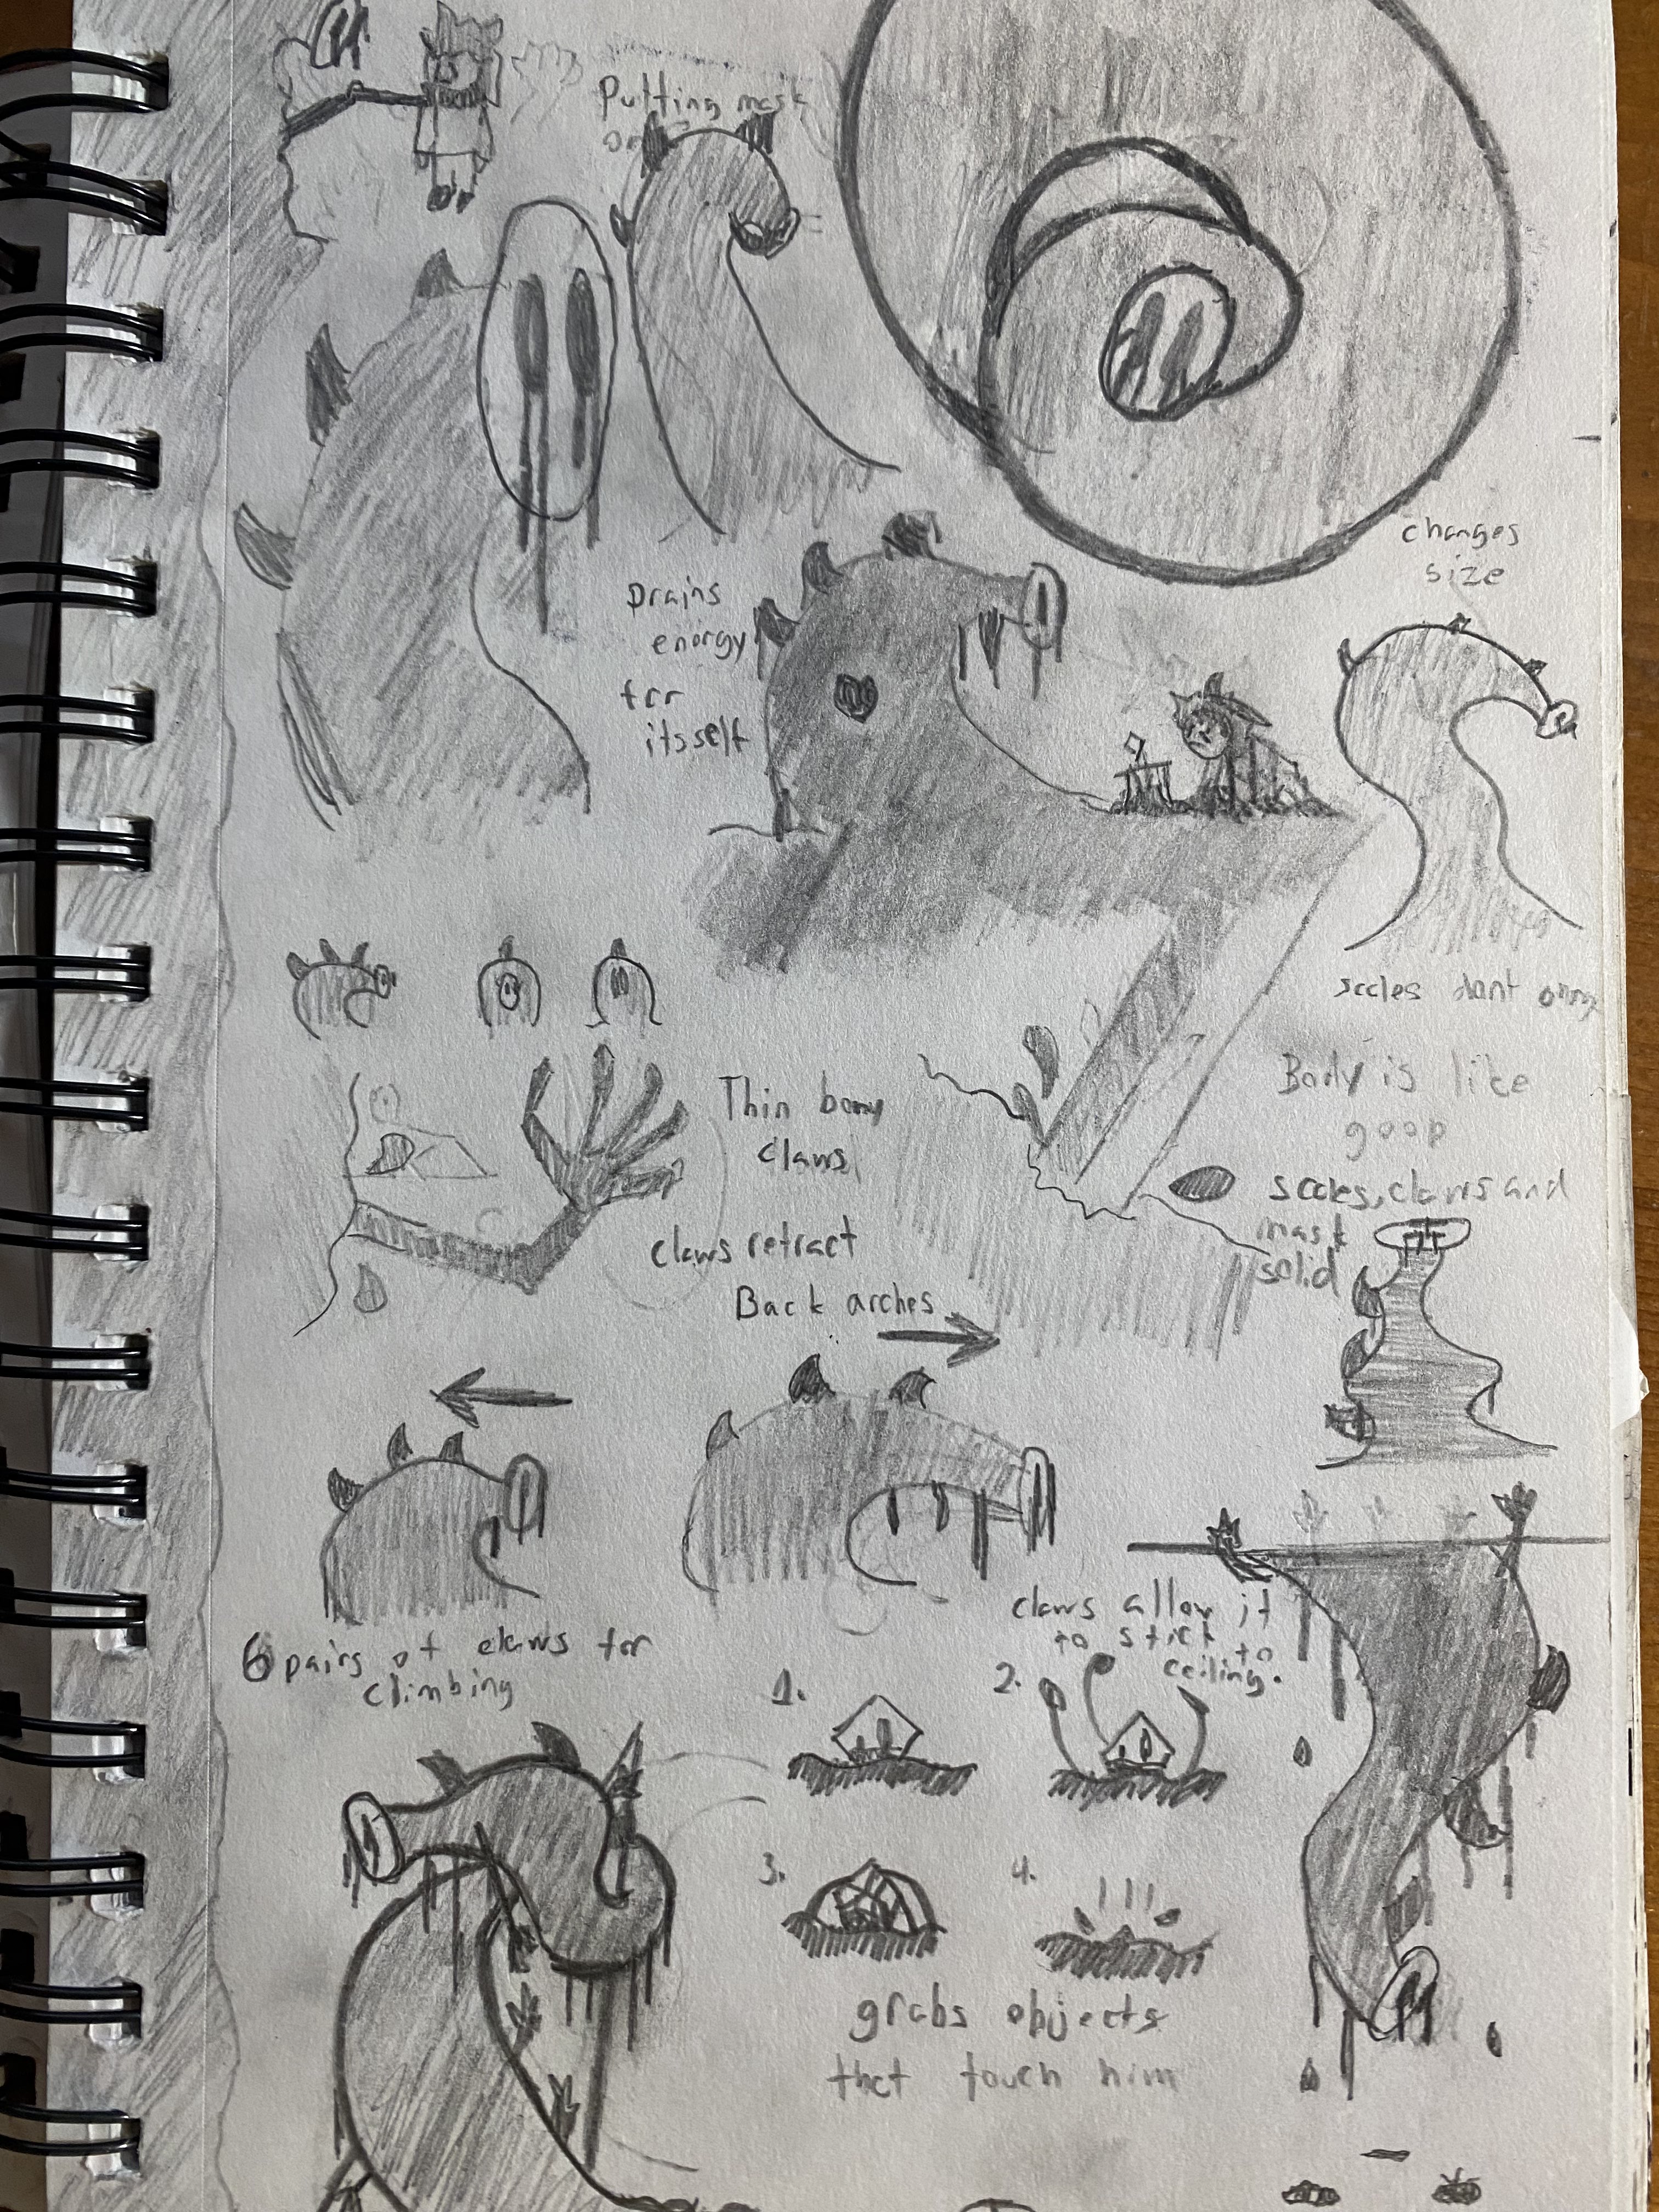 Putting mask
on
changes
size
Drains
energy
for
itsself
scales dont
Body is like
goop
Thin bony
claws
scales, claws and
mask
solid
claws retract
Back arches
claws allow it
to stick to
ceiling.
6 pairs of claws for
climbing
1.
2.
3.
4.
grabs objects
that touch him